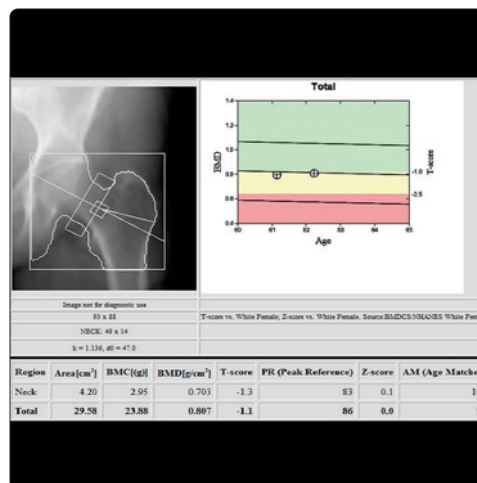 Total
1.4
1.2
1.0
0.8
0.6
0.4
BMD
T-score
-1.0
-2.5
60 61 62 63 64 65
Age
Image not for diagnostic use
93 x 88
NECK: 49 x 14
k = 1.136, d0 = 47.0
T-score vs. White Female; Z-score vs. White Female. Source:BMDCS/NHANES White Fem
Region Area[cm²] BMC[(g)] BMD[g/cm²] T-score PR (Peak Reference) Z-score AM (Age Matche
Neck 4.20 2.95 0.703 -1.3 83 0.1
Total 29.58 23.88 0.807 -1.1 86 0.0